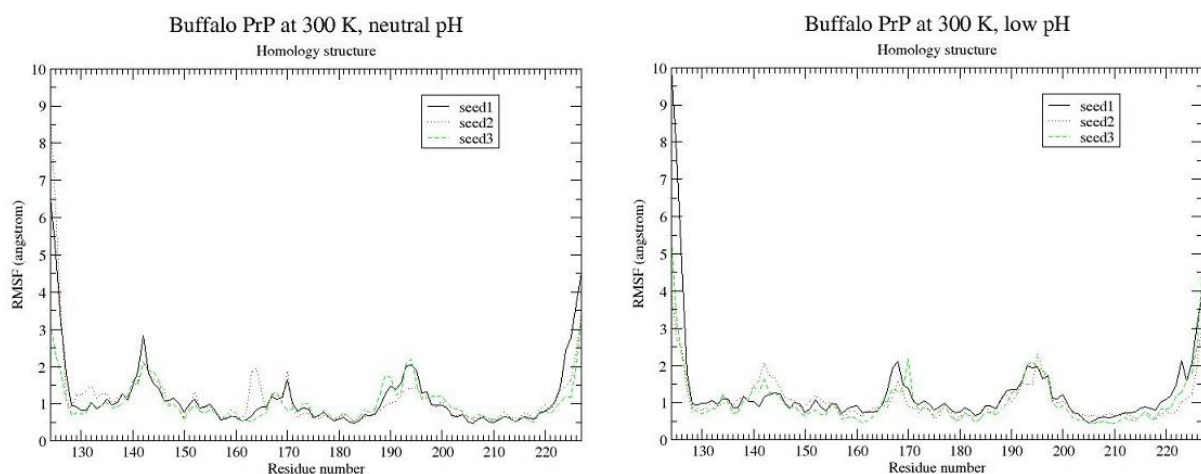 Buffalo PrP at 300 K, neutral pH
Homology structure
10
9
8
7
6
5
4
3
2
1
0
RMSF (angstrom)
seed1
seed2
seed3
130 140 150 160 170 180 190 200 210 220
Residue number
Buffalo PrP at 300 K, low pH
Homology structure
10
9
8
7
6
5
4
3
2
1
0
RMSF (angstrom)
seed1
seed2
seed3
130 140 150 160 170 180 190 200 210 220
Residue number